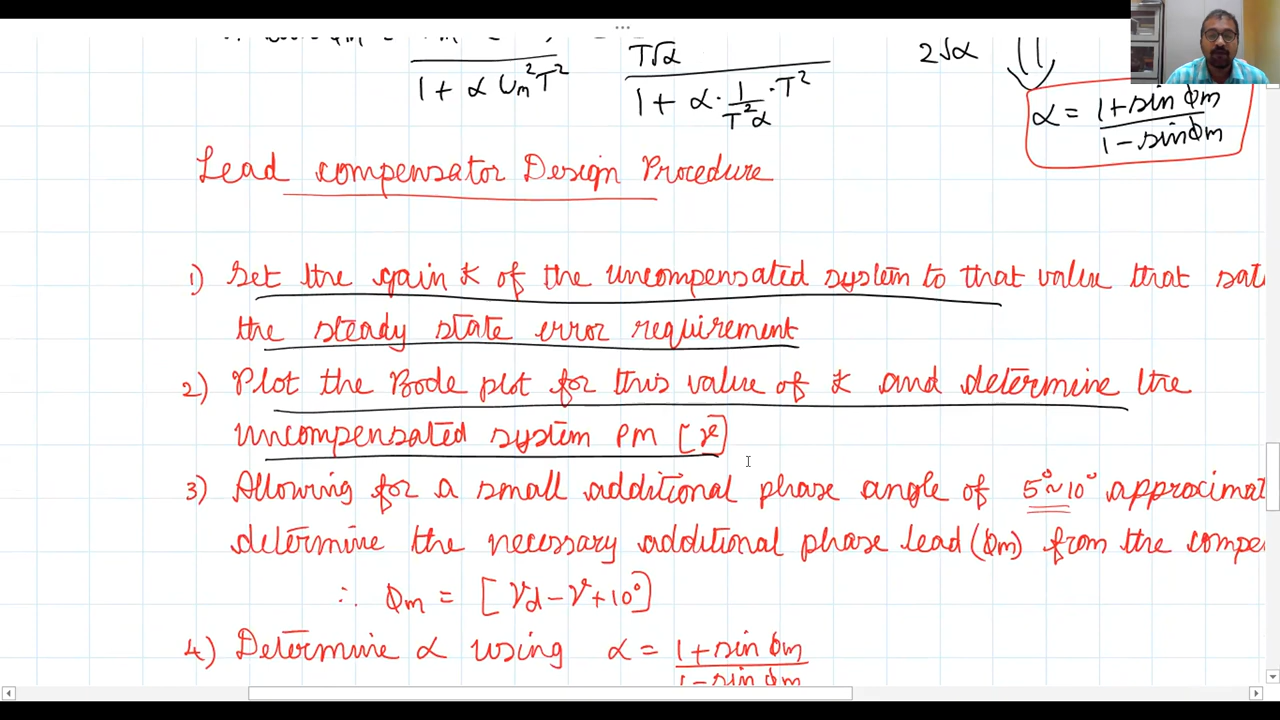 T√α
2√α
1 + α ωm²T²
1 + α · 1/T²α · T²
α = 1+sin ϕm / 1−sinϕm
Lead compensator Design Procedure
1) Set the gain K of the uncompensated system to that value that sat
the steady state error requirement
2) Plot the Bode plot for this value of K and determine the
uncompensated system PM [γ]
3) Allowing for a small additional phase angle of 5°~10° approximat
determine the necessary additional phase lead (ϕm) from the compe
∴ ϕm = [γd − γ + 10°]
4) Determine α using α = 1+sin ϕm / 1−sin ϕm